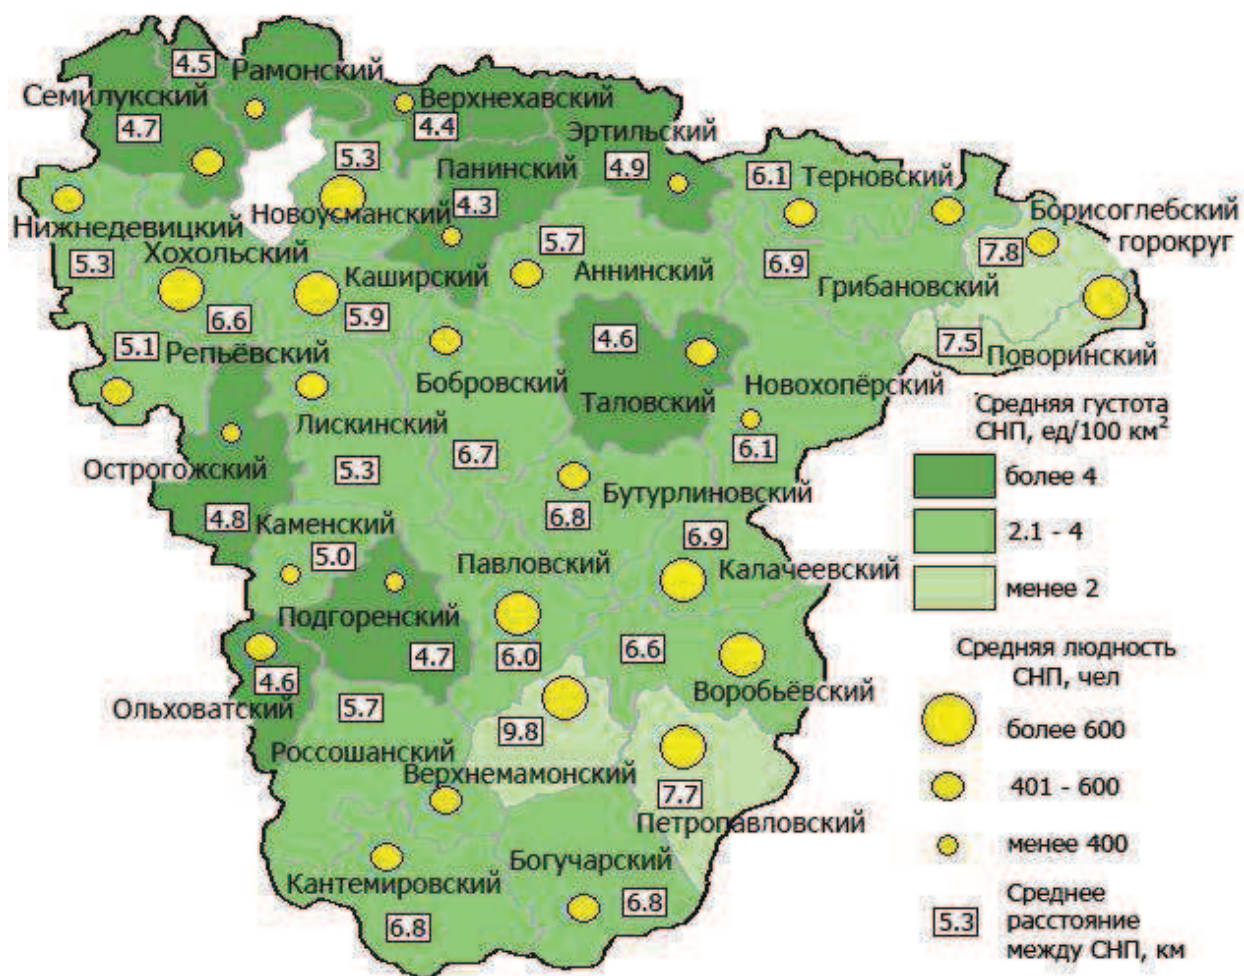 4.5
Рамонский
Семилукский
4.7
Верхнехавский
4.4
Эртильский
4.9
5.3
Панинский
4.3
6.1
Терновский
Новоусманский
Борисоглебский
горокруг
7.8
Нижнедевицкий
5.3
Хохольский
6.6
Каширский
5.9
5.7
Аннинский
6.9
Грибановский
7.5
Поворинский
5.1
Репьёвский
4.6
Бобровский
Таловский
Новохопёрский
6.1
Лискинский
5.3
6.7
Острогожский
4.8
Бутурлиновский
6.8
Каменский
5.0
6.9
Калачеевский
Павловский
6.0
Подгоренский
4.7
6.6
Воробьёвский
4.6
Ольховатский
5.7
Россошанский
9.8
Верхнемамонский
7.7
Петропавловский
Богучарский
6.8
Кантемировский
6.8
Средняя густота
СНП, ед/100 км²
более 4
2.1 - 4
менее 2
Средняя людность
СНП, чел
более 600
401 - 600
менее 400
5.3
Среднее
расстояние
между СНП, км